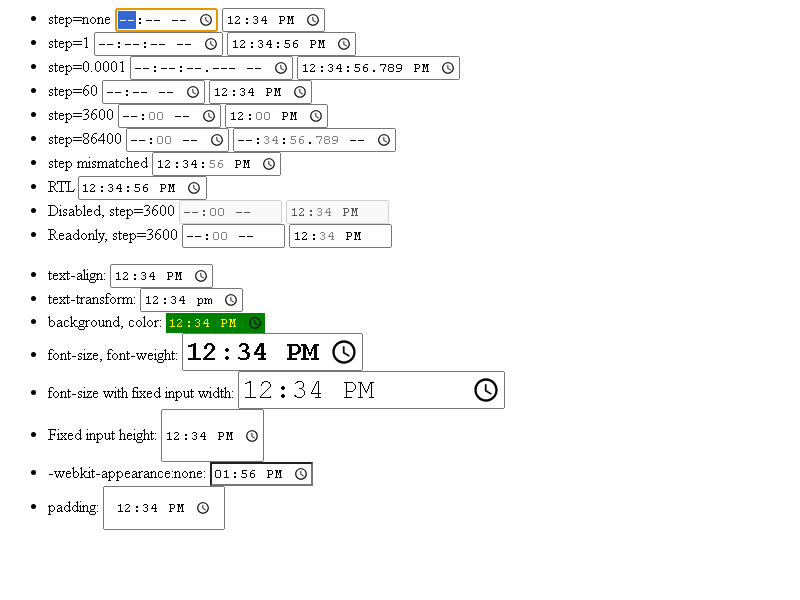 step=none --:-- -- 12:34 PM
step=1 --:--:-- -- 12:34:56 PM
step=0.0001 --:--:--.--- -- 12:34:56.789 PM
step=60 --:-- -- 12:34 PM
step=3600 --:00 -- 12:00 PM
step=86400 --:00 -- --:34:56.789 --
step mismatched 12:34:56 PM
RTL 12:34:56 PM
Disabled, step=3600 --:00 -- 12:34 PM
Readonly, step=3600 --:00 -- 12:34 PM
text-align: 12:34 PM
text-transform: 12:34 pm
background, color: 12:34 PM
font-size, font-weight: 12:34 PM
font-size with fixed input width: 12:34 PM
Fixed input height: 12:34 PM
-webkit-appearance:none: 01:56 PM
padding: 12:34 PM